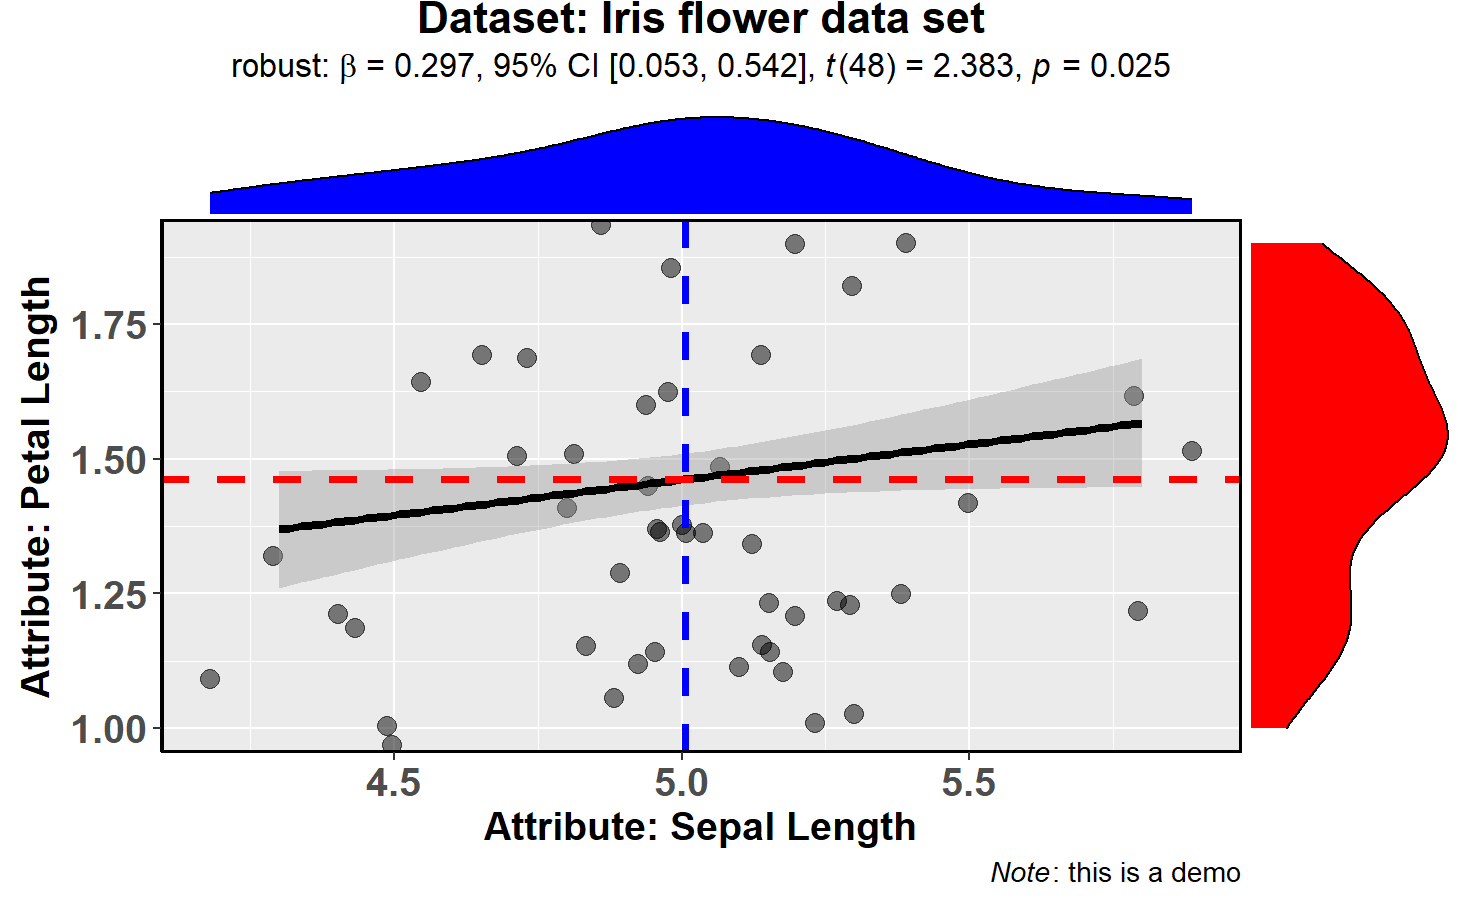 Dataset: Iris flower data set
robust: β = 0.297, 95% CI [0.053, 0.542], t(48) = 2.383, p = 0.025
Attribute: Petal Length
1.75
1.50
1.25
1.00
4.5 5.0 5.5
Attribute: Sepal Length
Note: this is a demo